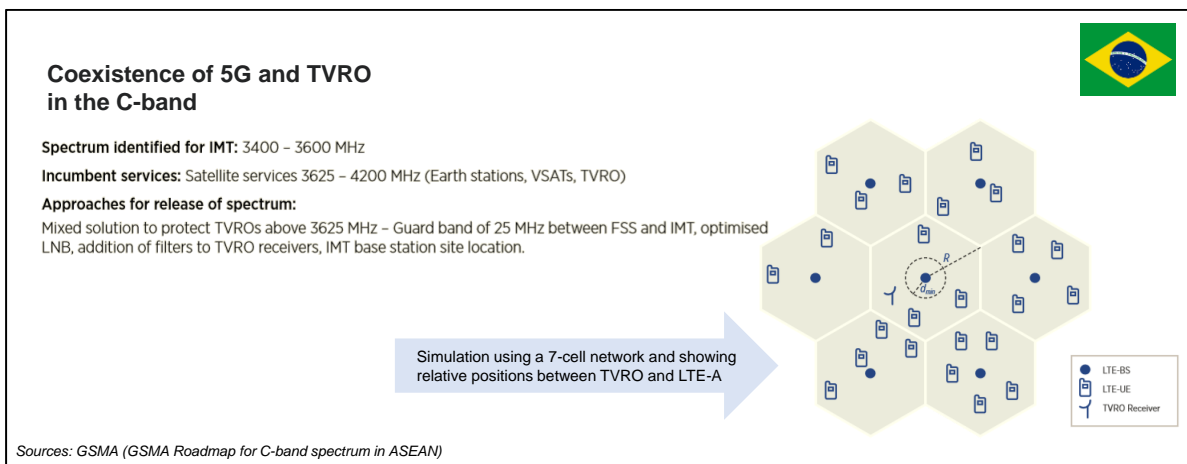 Coexistence of 5G and TVRO
in the C-band
Spectrum identified for IMT: 3400 – 3600 MHz
Incumbent services: Satellite services 3625 – 4200 MHz (Earth stations, VSATs, TVRO)
Approaches for release of spectrum:
Mixed solution to protect TVROs above 3625 MHz – Guard band of 25 MHz between FSS and IMT, optimised
LNB, addition of filters to TVRO receivers, IMT base station site location.
R
dmin
Simulation using a 7-cell network and showing
relative positions between TVRO and LTE-A
LTE-BS
LTE-UE
TVRO Receiver
Sources: GSMA (GSMA Roadmap for C-band spectrum in ASEAN)